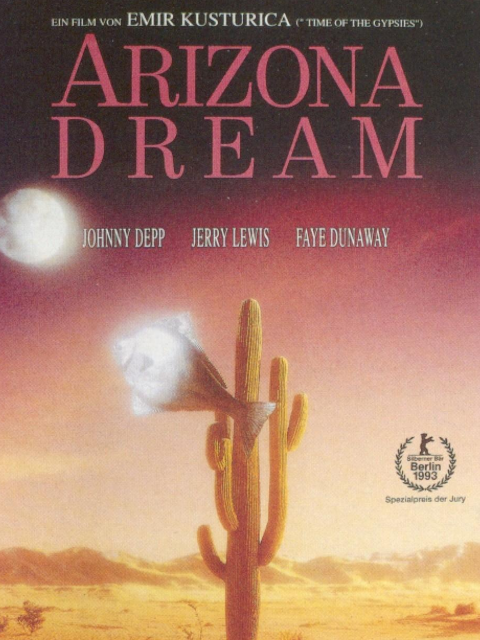 EIN FILM VON EMIR KUSTURICA (" TIME OF THE GYPSIES")
ARIZONA
DREAM
JOHNNY DEPP JERRY LEWIS FAYE DUNAWAY
Silberner Bär
Berlin
1993
Spezialpreis der Jury